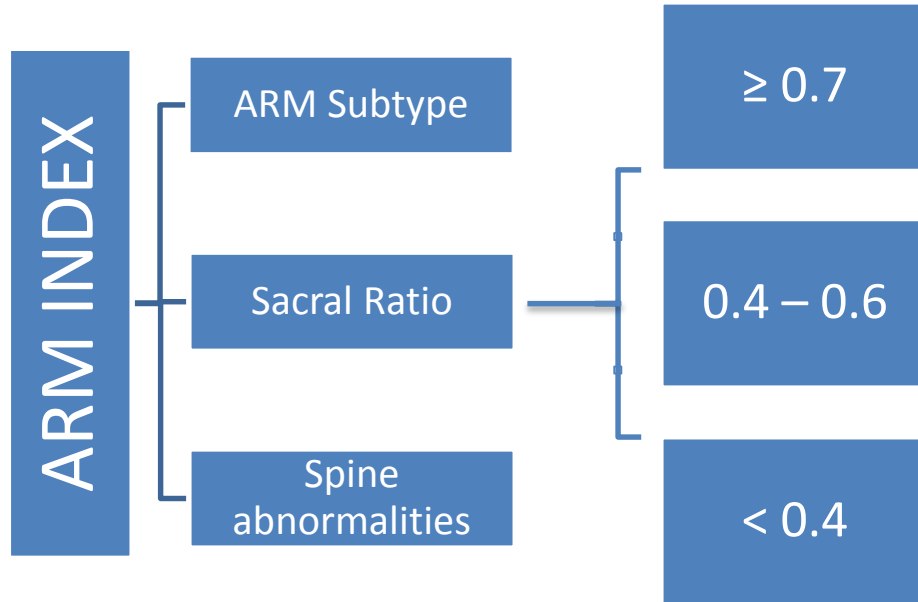 ARM INDEX
ARM Subtype
Sacral Ratio
Spine
abnormalities
≥ 0.7
0.4 – 0.6
< 0.4